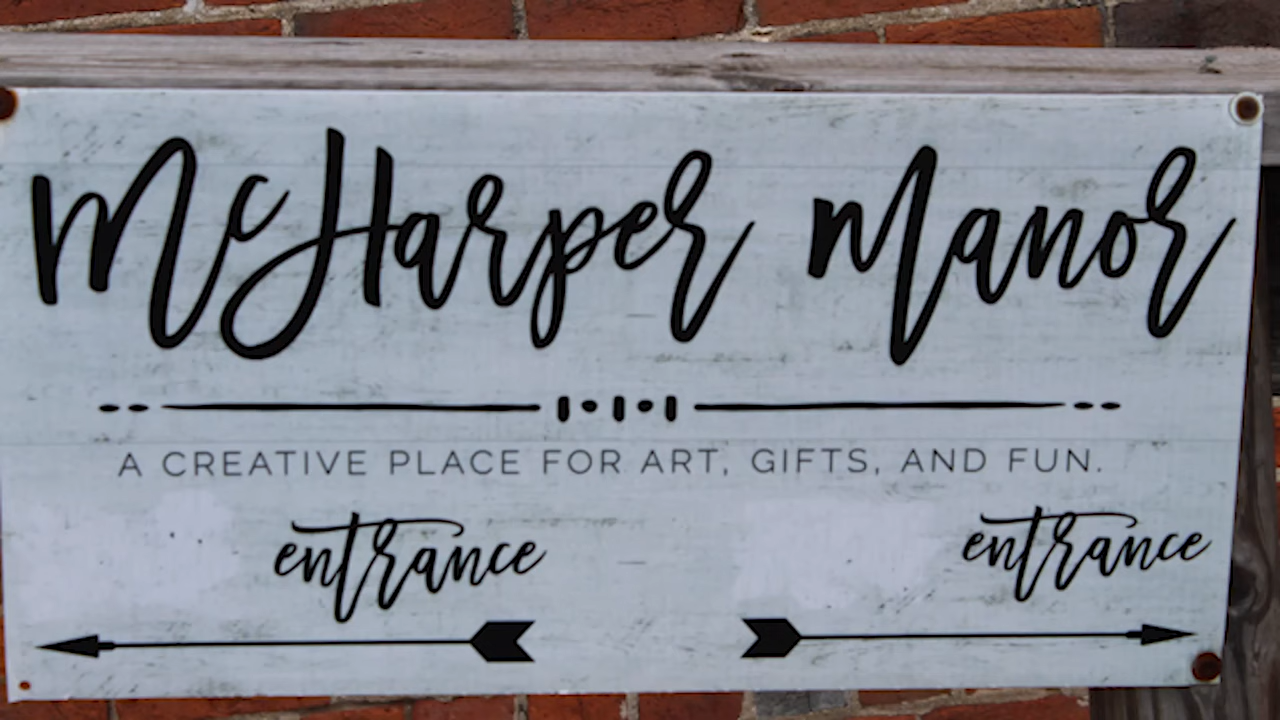 McHarper Manor
A CREATIVE PLACE FOR ART, GIFTS, AND FUN.
entrance entrance